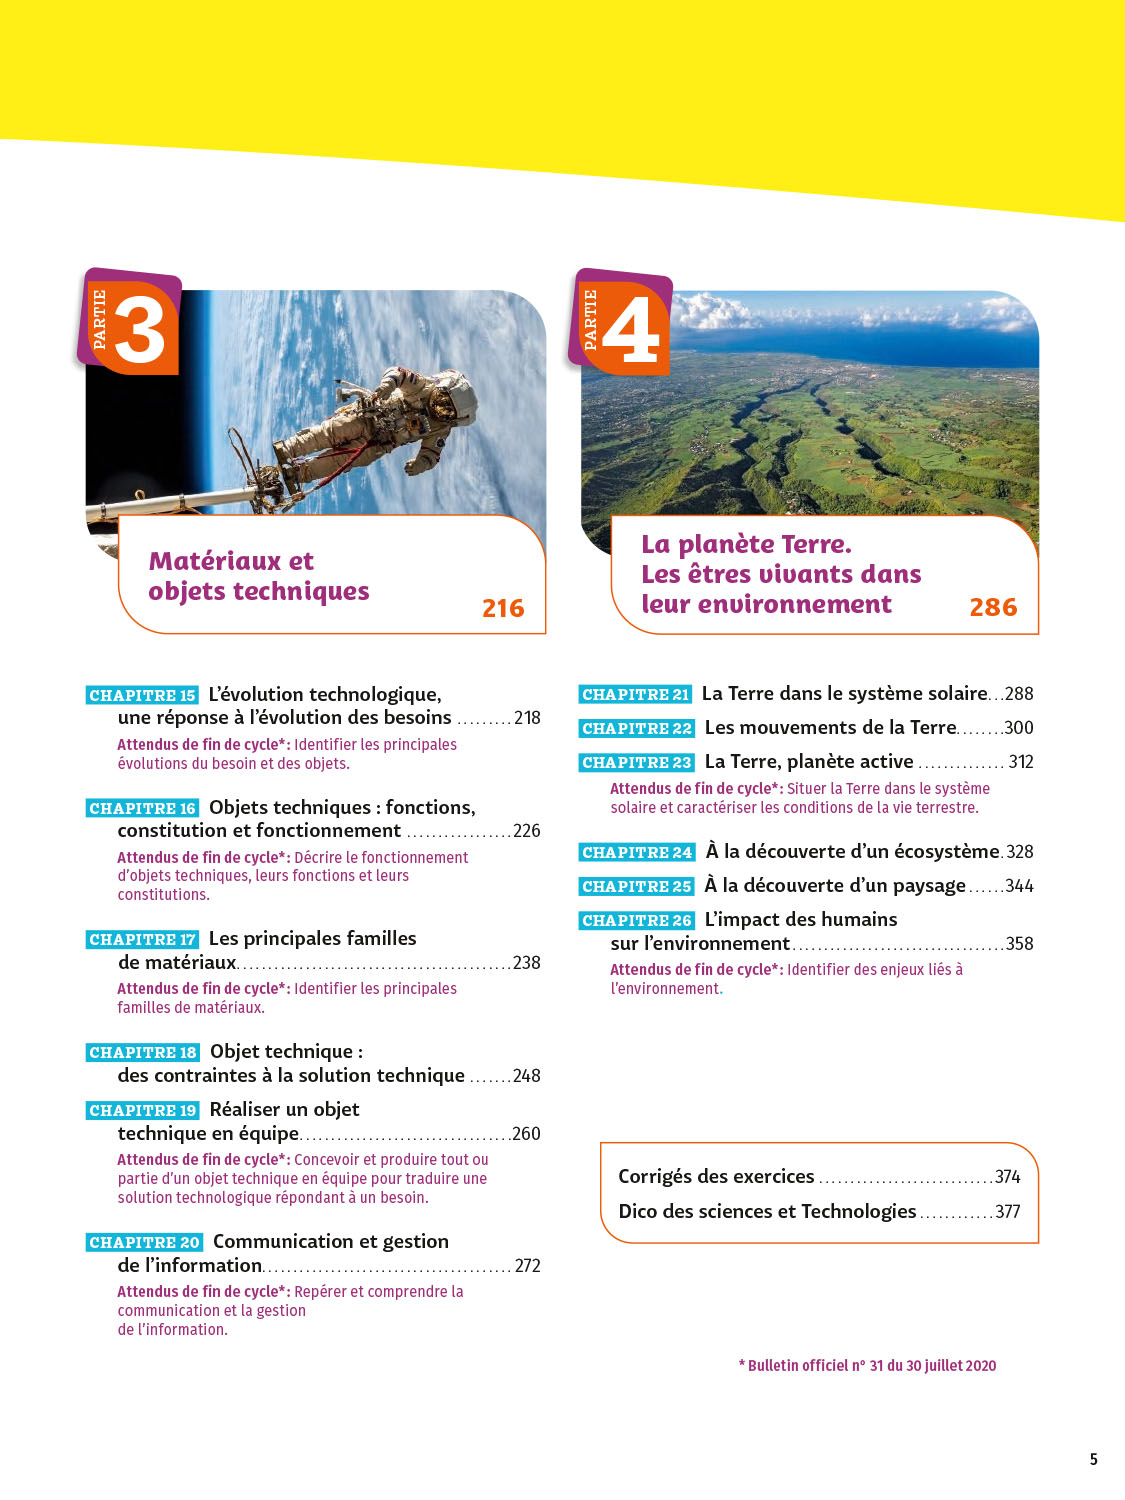 PARTIE
3
Matériaux et
objets techniques
216
CHAPITRE 15 L’évolution technologique,
une réponse à l’évolution des besoins .........218
Attendus de fin de cycle* : Identifier les principales
évolutions du besoin et des objets.
CHAPITRE 16 Objets techniques : fonctions,
constitution et fonctionnement .................226
Attendus de fin de cycle* : Décrire le fonctionnement
d’objets techniques, leurs fonctions et leurs
constitutions.
CHAPITRE 17 Les principales familles
de matériaux............................................238
Attendus de fin de cycle* : Identifier les principales
familles de matériaux.
CHAPITRE 18 Objet technique :
des contraintes à la solution technique .......248
CHAPITRE 19 Réaliser un objet
technique en équipe..................................260
Attendus de fin de cycle* : Concevoir et produire tout ou
partie d’un objet technique en équipe pour traduire une
solution technologique répondant à un besoin.
CHAPITRE 20 Communication et gestion
de l’information........................................272
Attendus de fin de cycle* : Repérer et comprendre la
communication et la gestion
de l’information.
PARTIE
4
La planète Terre.
Les êtres vivants dans
leur environnement
286
CHAPITRE 21 La Terre dans le système solaire...288
CHAPITRE 22 Les mouvements de la Terre........300
CHAPITRE 23 La Terre, planète active ..............312
Attendus de fin de cycle* : Situer la Terre dans le système
solaire et caractériser les conditions de la vie terrestre.
CHAPITRE 24 À la découverte d’un écosystème.328
CHAPITRE 25 À la découverte d’un paysage ......344
CHAPITRE 26 L’impact des humains
sur l’environnement..................................358
Attendus de fin de cycle* : Identifier des enjeux liés à
l’environnement.
Corrigés des exercices ............................374
Dico des sciences et Technologies ............377
* Bulletin officiel n° 31 du 30 juillet 2020
5